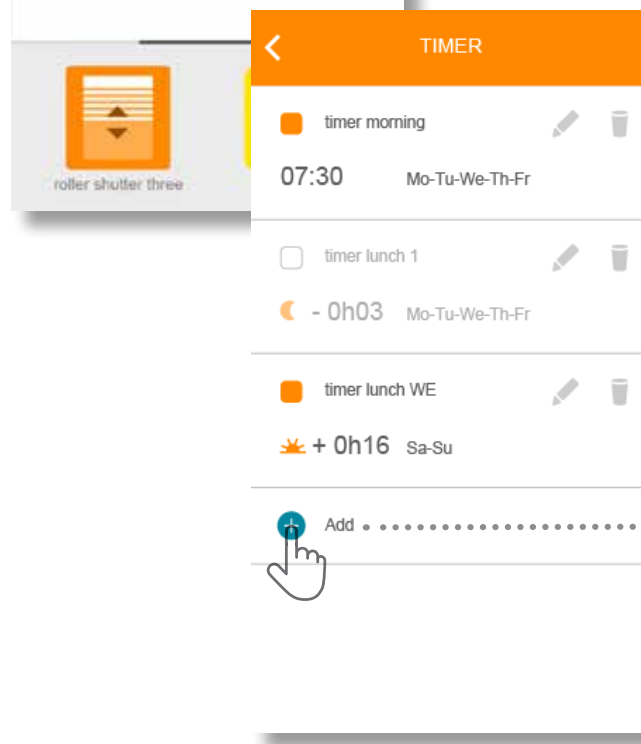 roller shutter three
TIMER
timer morning
07:30 Mo-Tu-We-Th-Fr
timer lunch 1
- 0h03 Mo-Tu-We-Th-Fr
timer lunch WE
+ 0h16 Sa-Su
Add